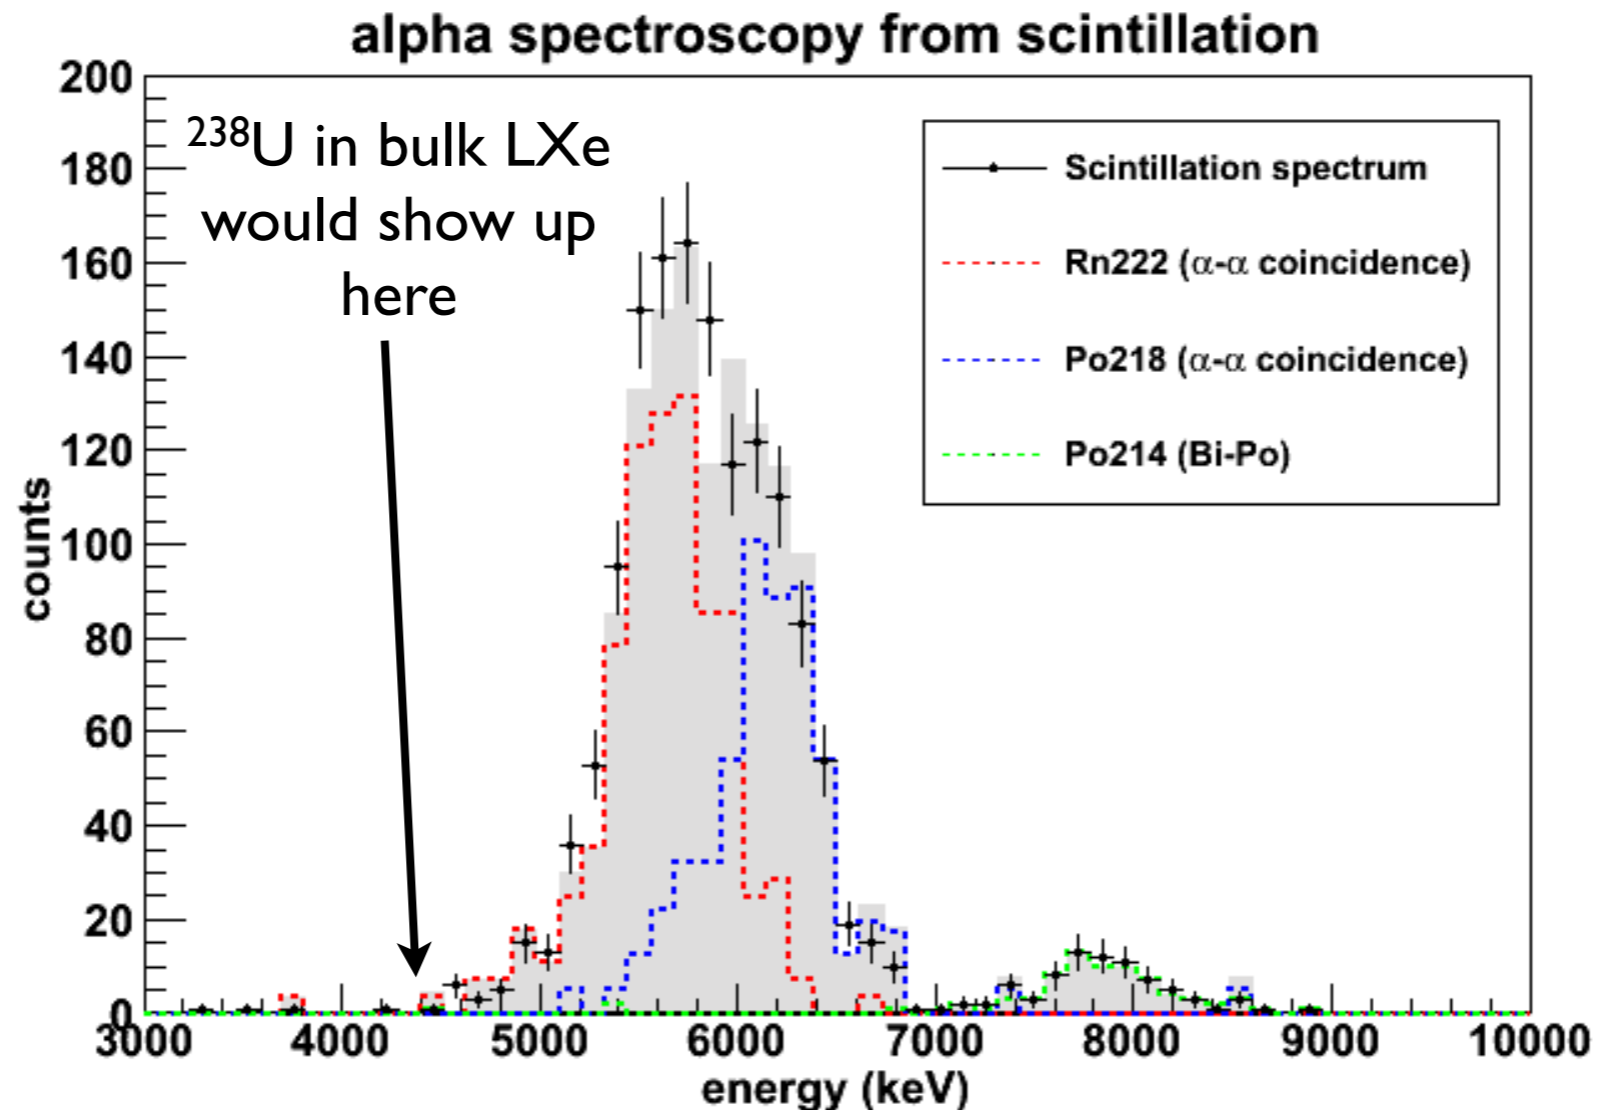 alpha spectroscopy from scintillation
200
180
160
140
120
100
80
60
40
20
0
counts
²³⁸U in bulk LXe
would show up
here
Scintillation spectrum
Rn222 (α-α coincidence)
Po218 (α-α coincidence)
Po214 (Bi-Po)
3000 4000 5000 6000 7000 8000 9000 10000
energy (keV)